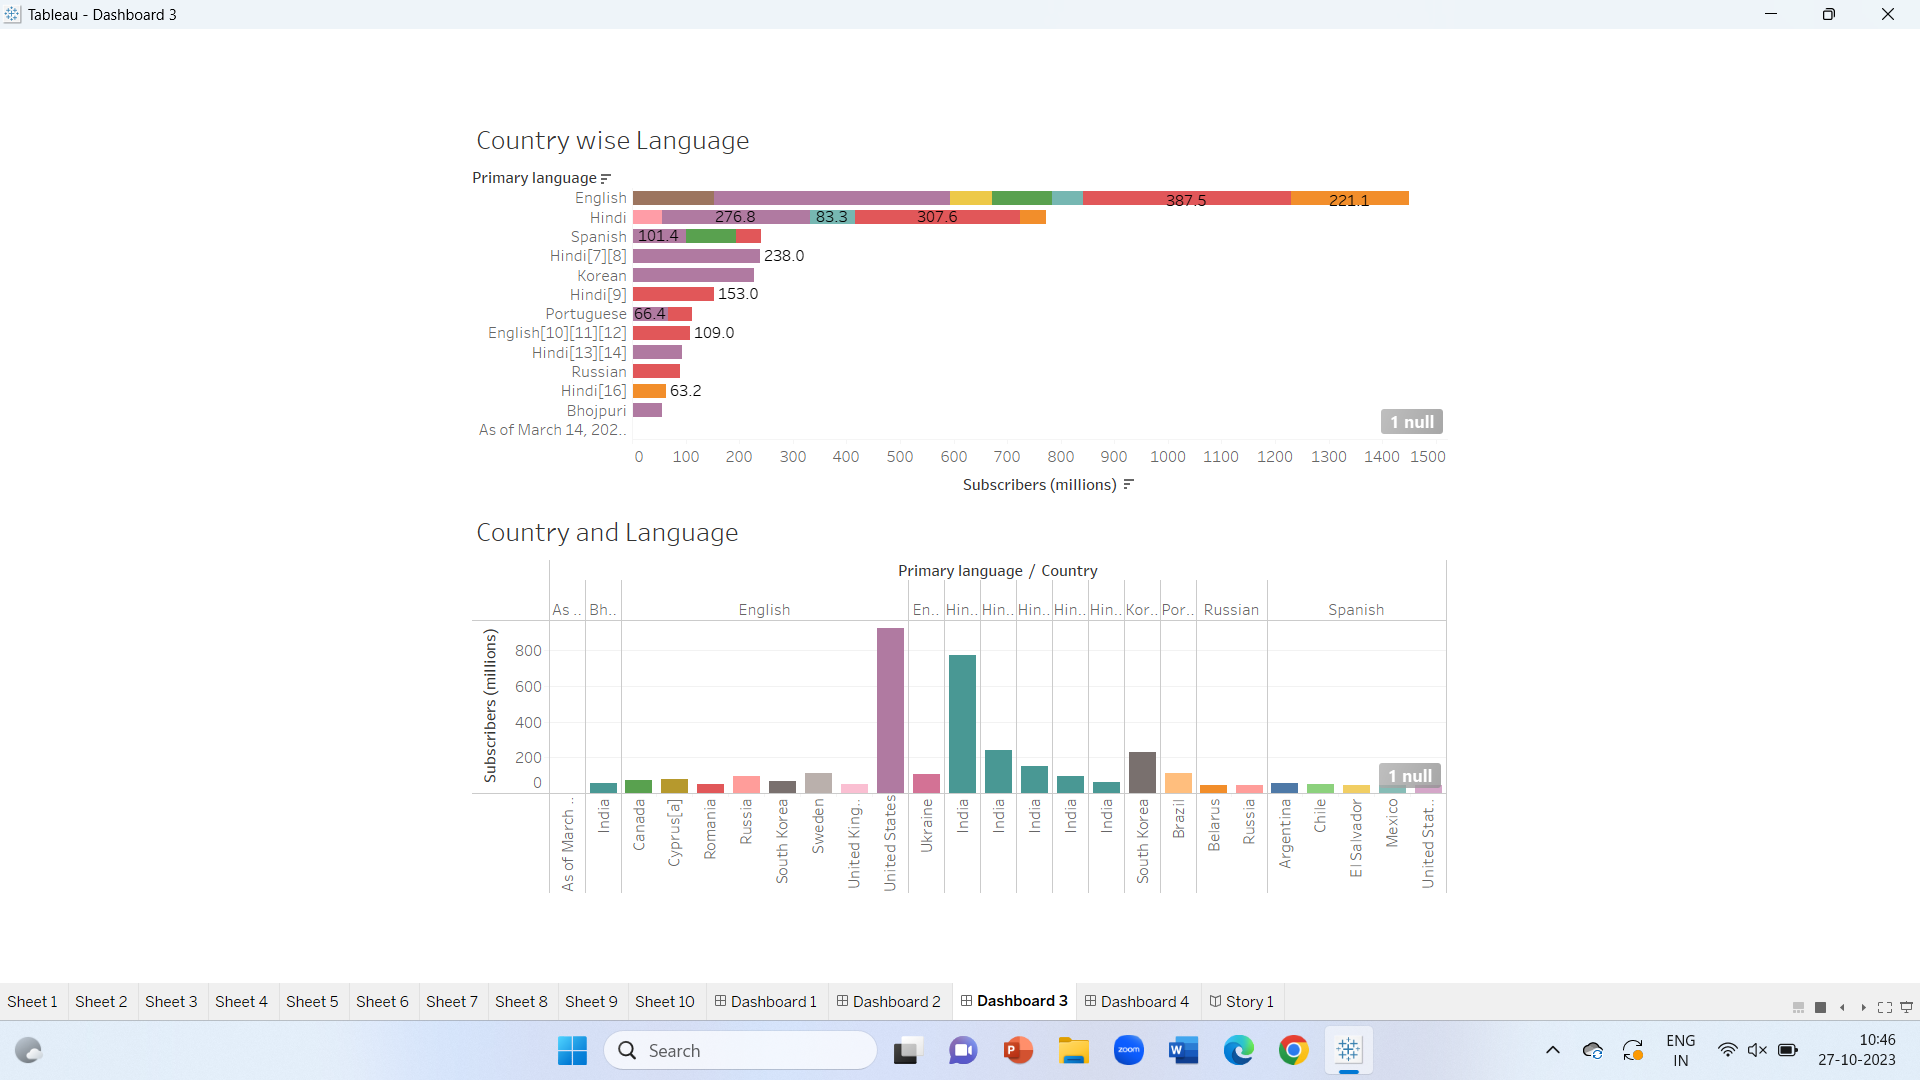 Tableau - Dashboard 3
Country wise Language
Primary language
English 387.5 221.1
Hindi 276.8 83.3 307.6
Spanish 101.4
Hindi[7][8] 238.0
Korean
Hindi[9] 153.0
Portuguese 66.4
English[10][11][12] 109.0
Hindi[13][14]
Russian
Hindi[16] 63.2
Bhojpuri
1 null
As of March 14, 202..
0 100 200 300 400 500 600 700 800 900 1000 1100 1200 1300 1400 1500
Subscribers (millions)
Country and Language
Primary language / Country
As .. Bh.. English En.. Hin.. Hin.. Hin.. Hin.. Hin.. Kor.. Por.. Russian Spanish
Subscribers (millions)
800
600
400
200
0
1 null
As of March ..
India
Canada
Cyprus[a]
Romania
Russia
South Korea
Sweden
United King..
United States
Ukraine
India
India
India
India
India
South Korea
Brazil
Belarus
Russia
Argentina
Chile
El Salvador
Mexico
United Stat..
Sheet 1 Sheet 2 Sheet 3 Sheet 4 Sheet 5 Sheet 6 Sheet 7 Sheet 8 Sheet 9 Sheet 10 Dashboard 1 Dashboard 2 Dashboard 3 Dashboard 4 Story 1
Search
zoom
ENG
IN
10:46
27-10-2023